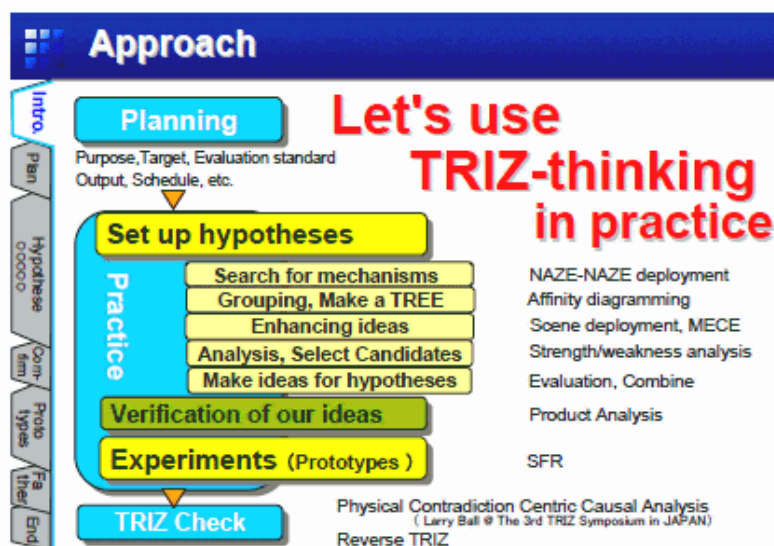 Approach
Intro.
Plan
Hypothese
ooooo
Com-
firm
Proto
types
Fa
ther
End
Let's use
TRIZ-thinking
in practice
Planning
Purpose,Target, Evaluation standard
Output, Schedule, etc.
Practice
Set up hypotheses
Search for mechanisms NAZE-NAZE deployment
Grouping, Make a TREE Affinity diagramming
Enhancing ideas Scene deployment, MECE
Analysis, Select Candidates Strength/weakness analysis
Make ideas for hypotheses Evaluation, Combine
Verification of our ideas Product Analysis
Experiments (Prototypes ) SFR
TRIZ Check
Physical Contradiction Centric Causal Analysis
( Larry Ball @ The 3rd TRIZ Symposium in JAPAN)
Reverse TRIZ